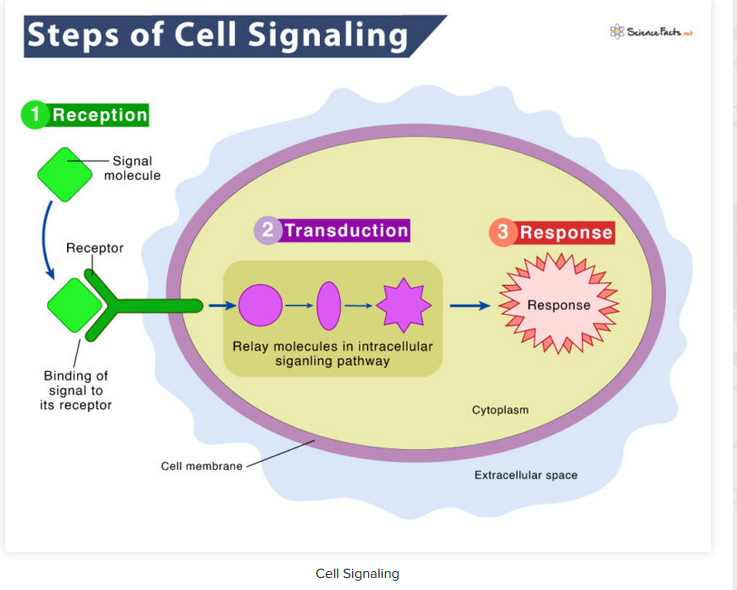 Steps of Cell Signaling
ScienceFacts.net
1 Reception
Signal
molecule
Receptor
Binding of
signal to
its receptor
2 Transduction
Relay molecules in intracellular
siganling pathway
3 Response
Response
Cytoplasm
Cell membrane
Extracellular space
Cell Signaling